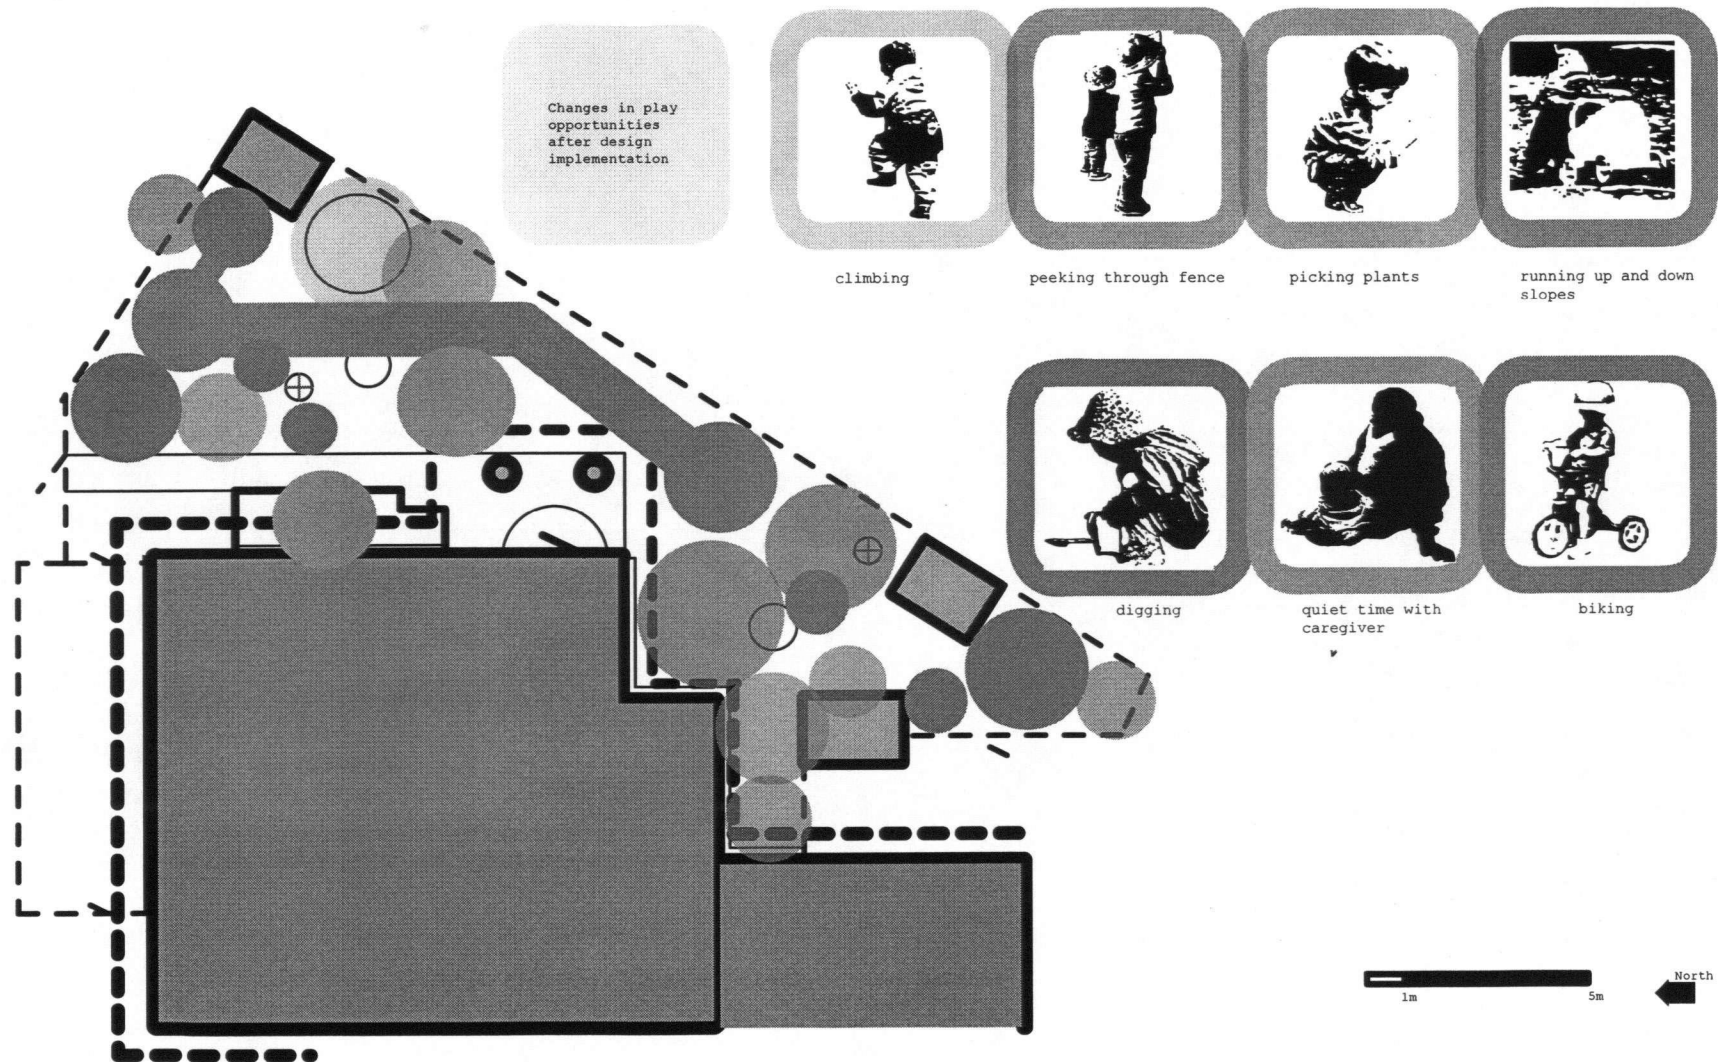 Changes in play
opportunities
after design
implementation
climbing
peeking through fence
picking plants
running up and down
slopes
digging
quiet time with
caregiver
biking
1m
5m
North